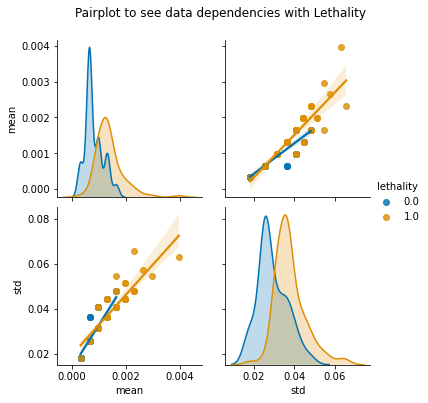 Pairplot to see data dependencies with Lethality
0.004
0.003
0.002
0.001
0.000
mean
lethality
0.0
1.0
0.08
0.06
0.04
0.02
std
0.000 0.002 0.004
mean
0.02 0.04 0.06
std